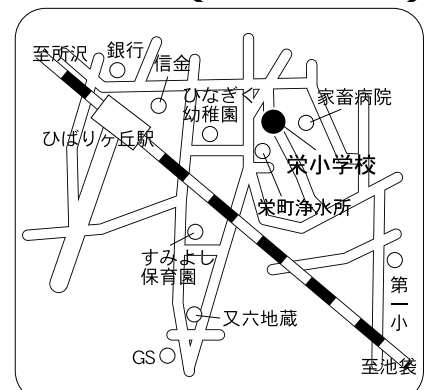 至所沢
銀行
信金
ひなぎく
幼稚園
家畜病院
ひばりヶ丘駅
栄小学校
栄町浄水所
すみよし
保育園
第一小
又六地蔵
GS
至池袋